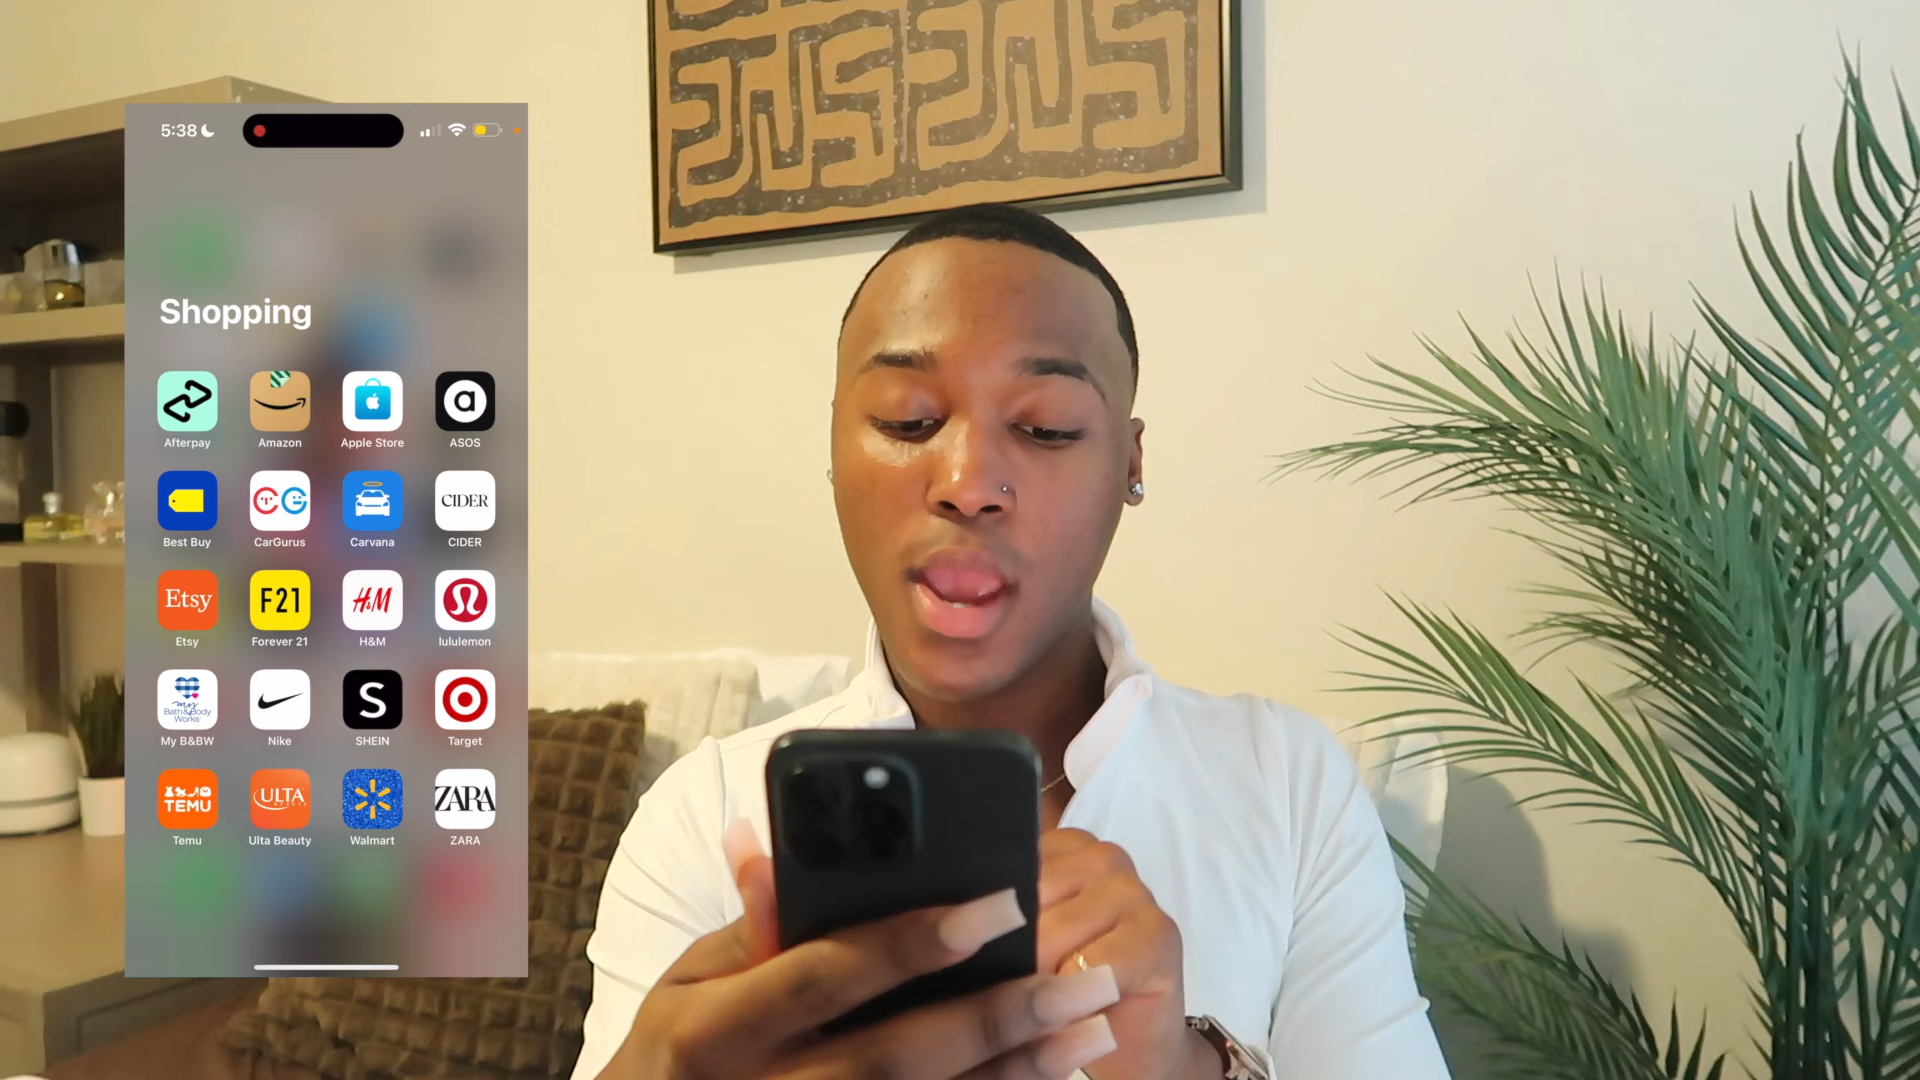 5:38
Shopping
Afterpay Amazon Apple Store ASOS
CIDER
Best Buy CarGurus Carvana CIDER
Etsy F21 H&M
Etsy Forever 21 H&M lululemon
my
Bath & Body
Works
S
My B&BW Nike SHEIN Target
TEMU ULTA ZARA
BEAUTY
Temu Ulta Beauty Walmart ZARA